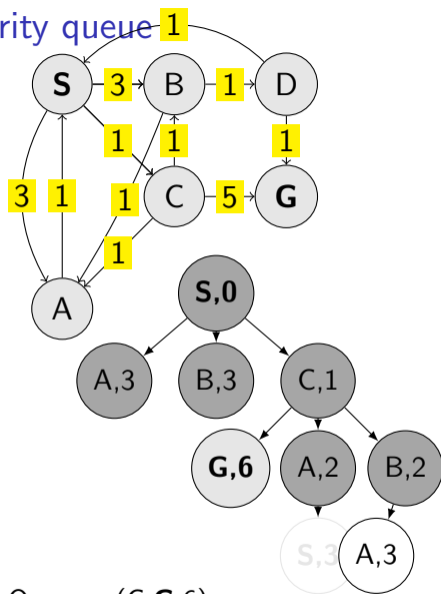 rity queue
1
S 3 B 1 D
1 1 1
3 1 1 C 5 G
1
A
S,0
A,3 B,3 C,1
G,6 A,2 B,2
S,3 A,3